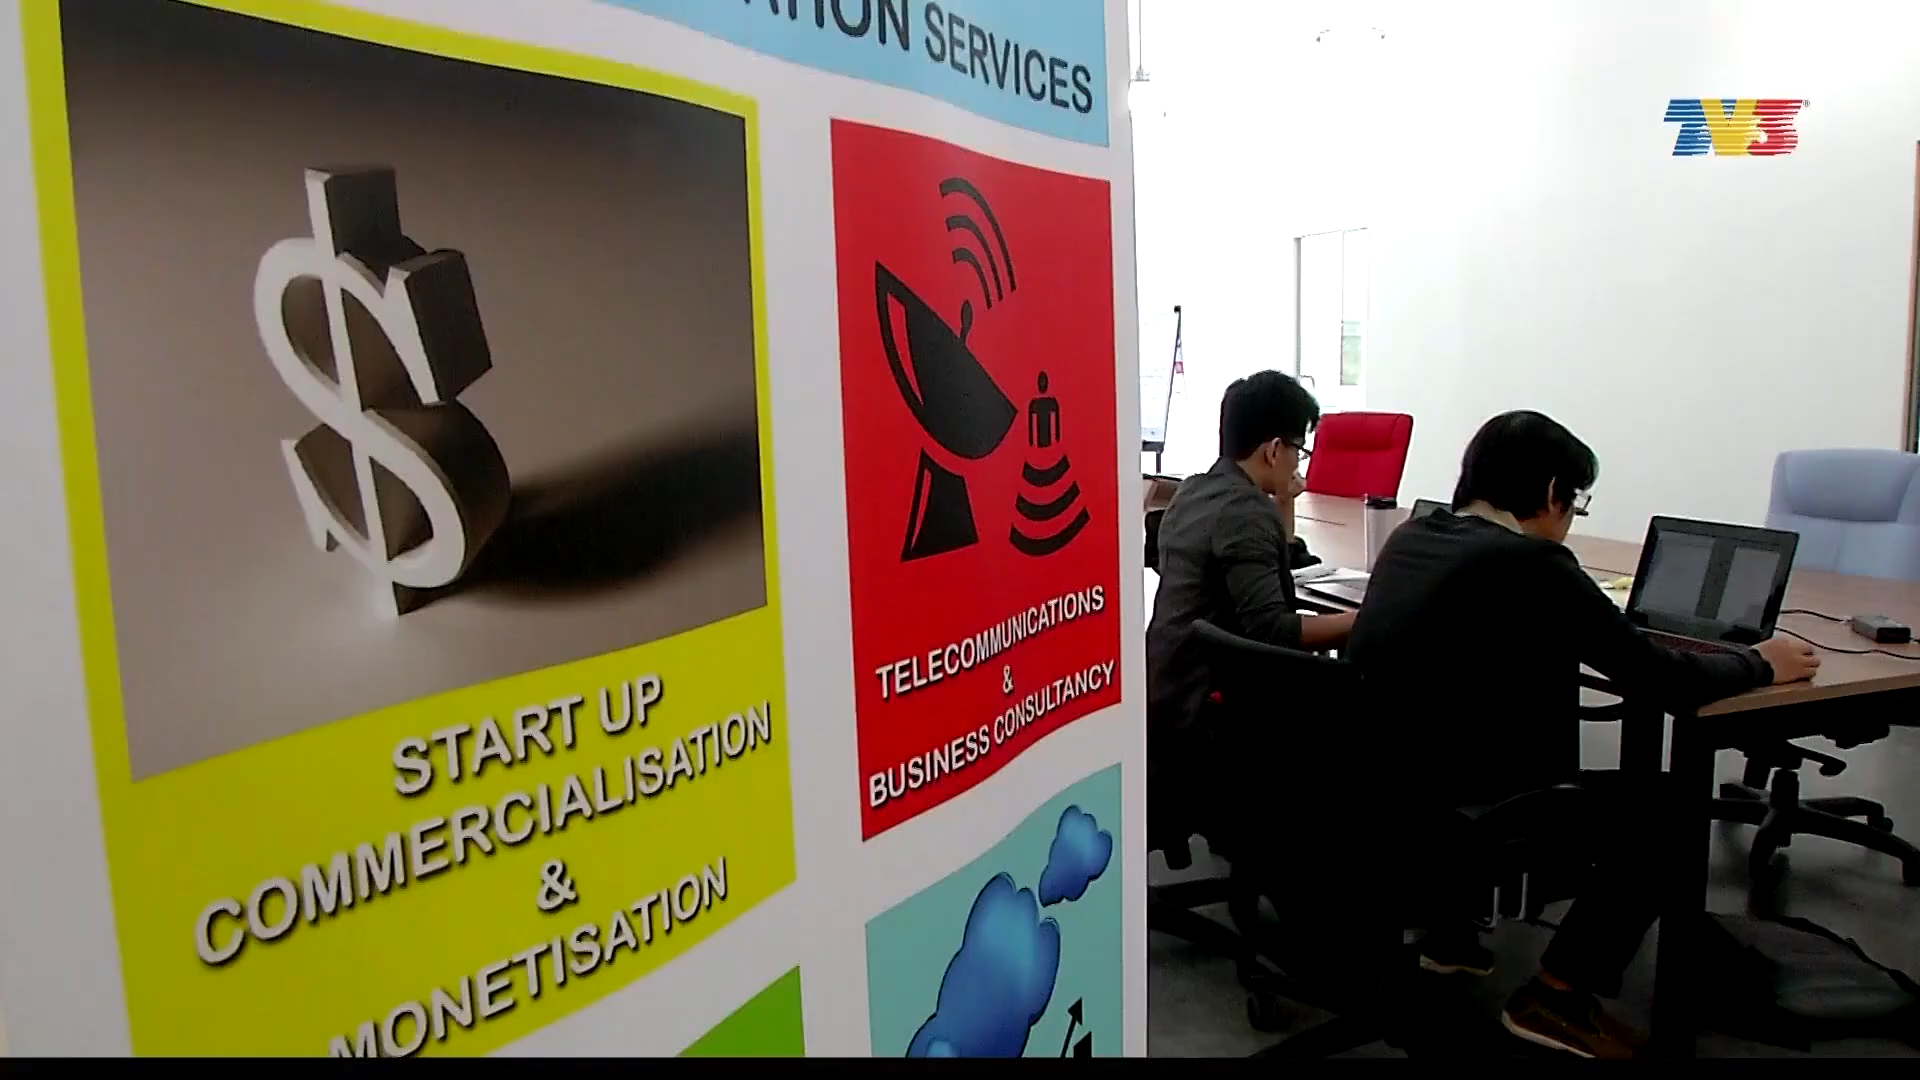 SERVICES
TV3
START UP
COMMERCIALISATION
&
MONETISATION
TELECOMMUNICATIONS
&
BUSINESS CONSULTANCY